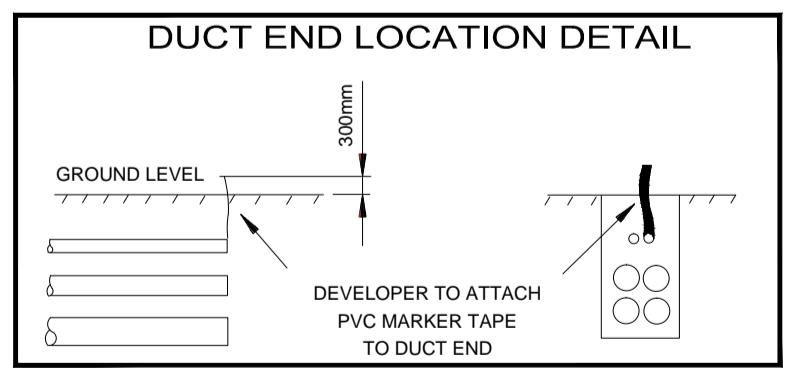 DUCT END LOCATION DETAIL
300mm
GROUND LEVEL
DEVELOPER TO ATTACH
PVC MARKER TAPE
TO DUCT END